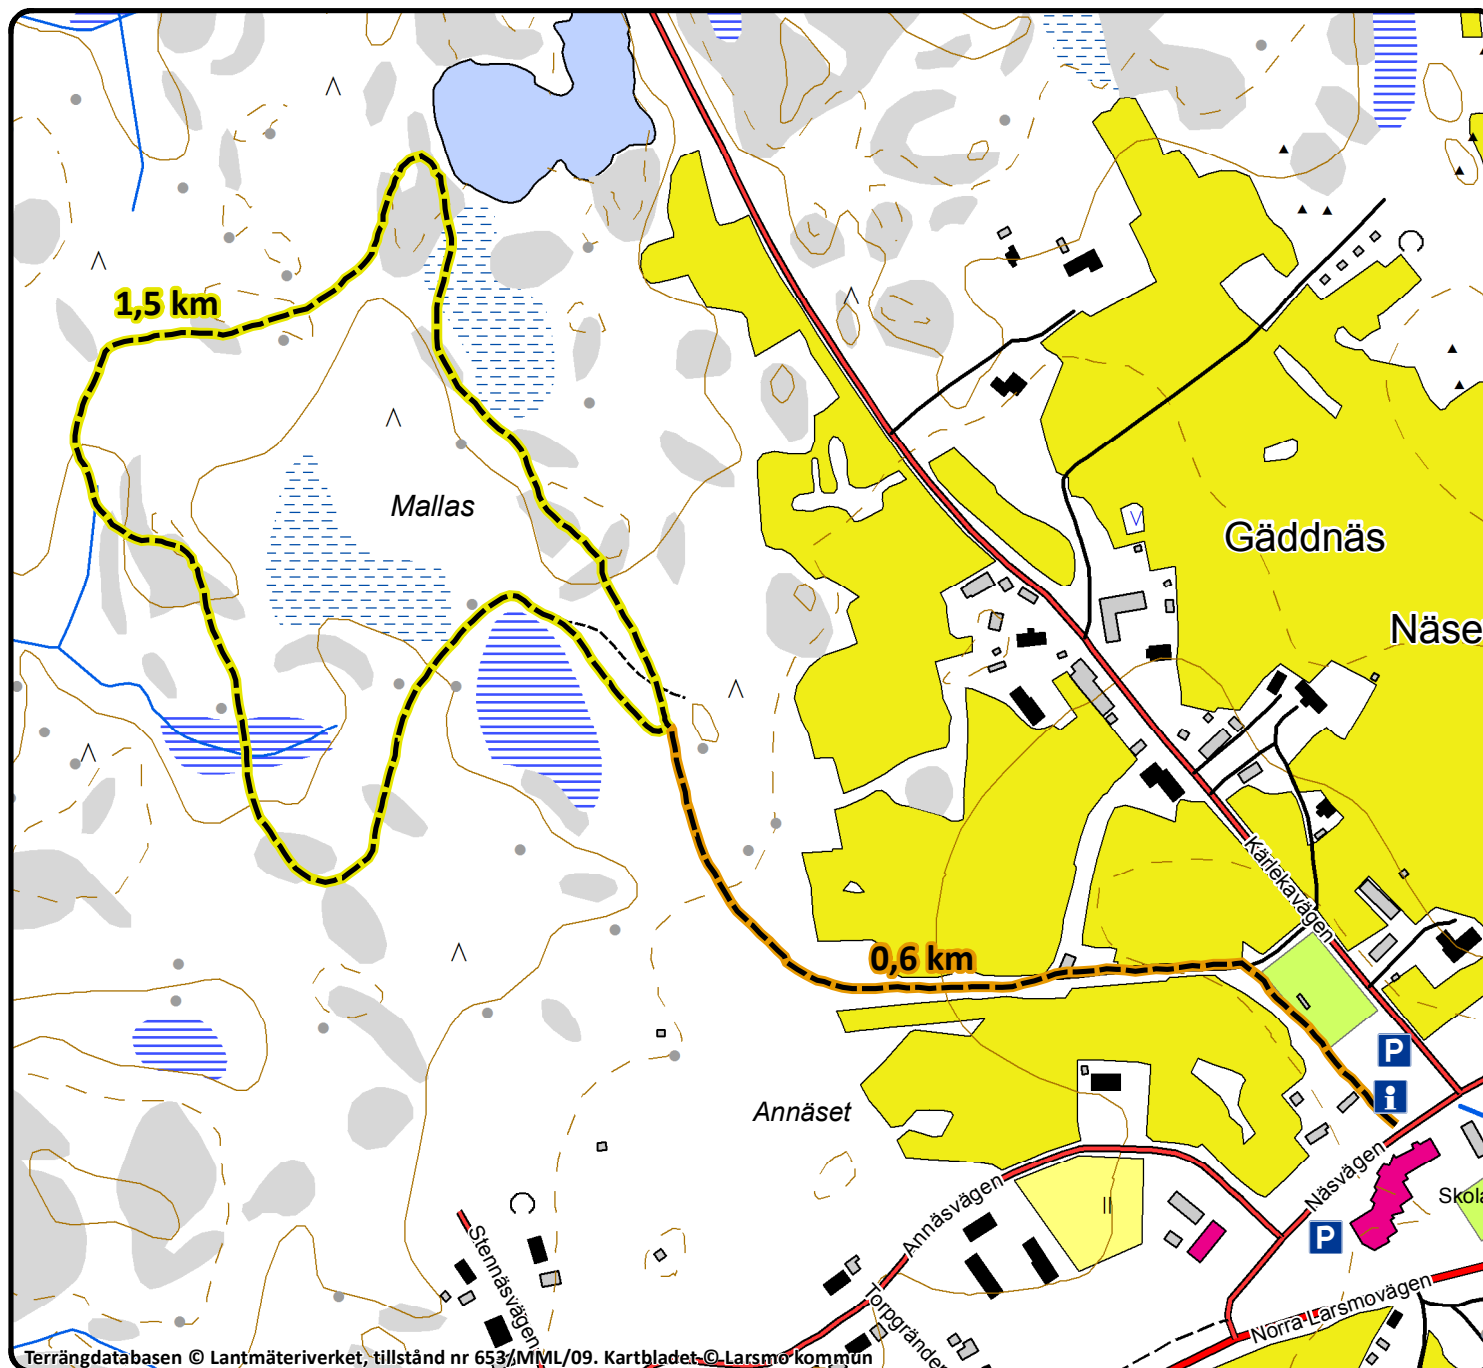 1,5 km
Mallas
Gäddnäs
Näse
Kärlekavägen
0,6 km
P
i
Annäset
Näsvägen
Skola
Annäsvägen
P
Stennäsvägen
Torpgränden
Norra Larsmovägen
Terrängdatabasen © Lantmäteriverket, tillstånd nr 653/MML/09. Kartbladet © Larsmo kommun